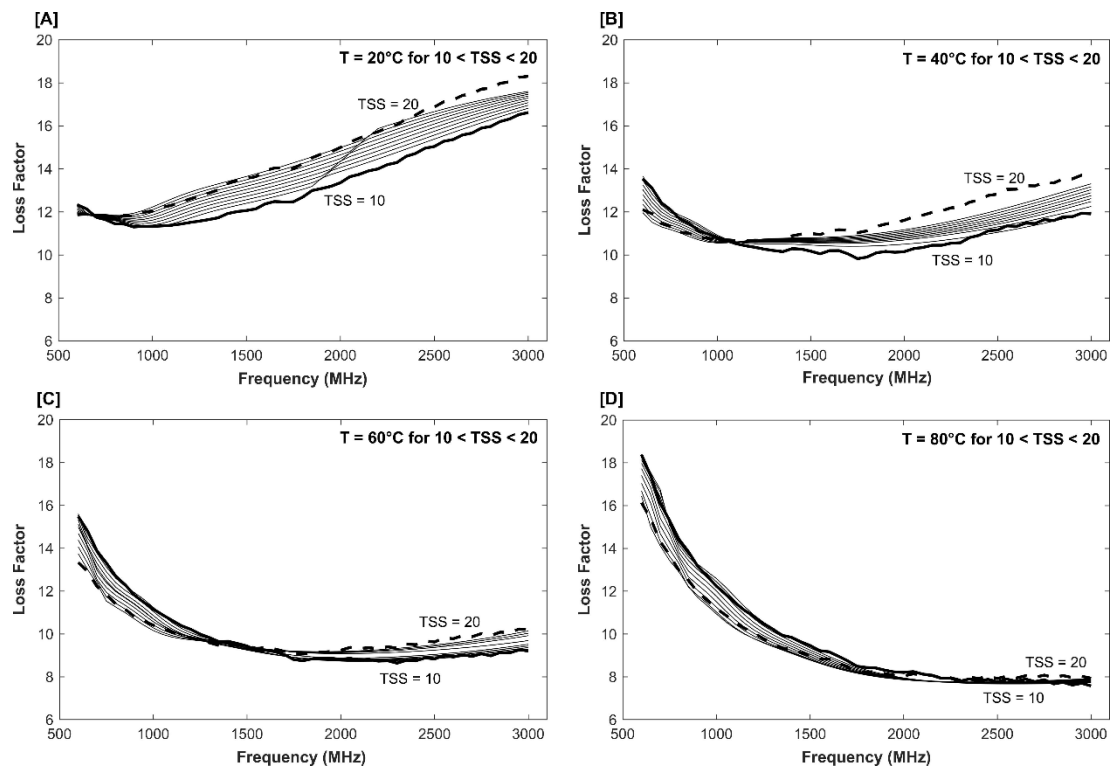 [A]
T = 20°C for 10 < TSS < 20
20
18
16
14
12
10
8
6
Loss Factor
TSS = 20
TSS = 10
500 1000 1500 2000 2500 3000
Frequency (MHz)
[B]
T = 40°C for 10 < TSS < 20
20
18
16
14
12
10
8
6
Loss Factor
TSS = 20
TSS = 10
500 1000 1500 2000 2500 3000
Frequency (MHz)
[C]
T = 60°C for 10 < TSS < 20
20
18
16
14
12
10
8
6
Loss Factor
TSS = 20
TSS = 10
500 1000 1500 2000 2500 3000
Frequency (MHz)
[D]
T = 80°C for 10 < TSS < 20
20
18
16
14
12
10
8
6
Loss Factor
TSS = 20
TSS = 10
500 1000 1500 2000 2500 3000
Frequency (MHz)